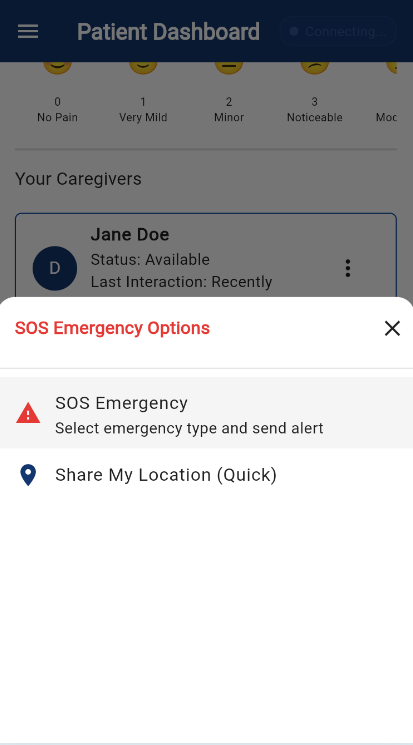 Patient Dashboard
Connecting...
0
No Pain
1
Very Mild
2
Minor
3
Noticeable
Moc
Your Caregivers
D
Jane Doe
Status: Available
Last Interaction: Recently
SOS Emergency Options
SOS Emergency
Select emergency type and send alert
Share My Location (Quick)